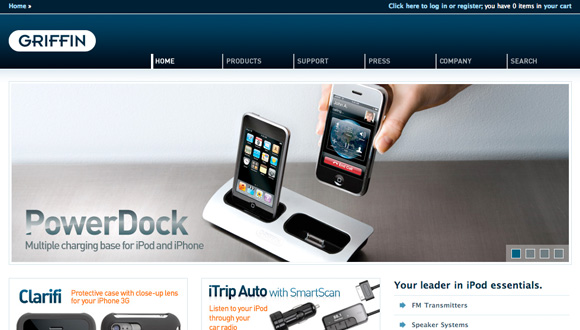 Home »
Click here to log in or register; you have 0 items in your cart
GRIFFIN
HOME
PRODUCTS
SUPPORT
PRESS
COMPANY
SEARCH
PowerDock
Multiple charging base for iPod and iPhone
Clarifi
Protective case with close-up lens
for your iPhone 3G
iTrip Auto with SmartScan
Listen to your iPod
through your
car radio
Your leader in iPod essentials.
FM Transmitters
Speaker Systems